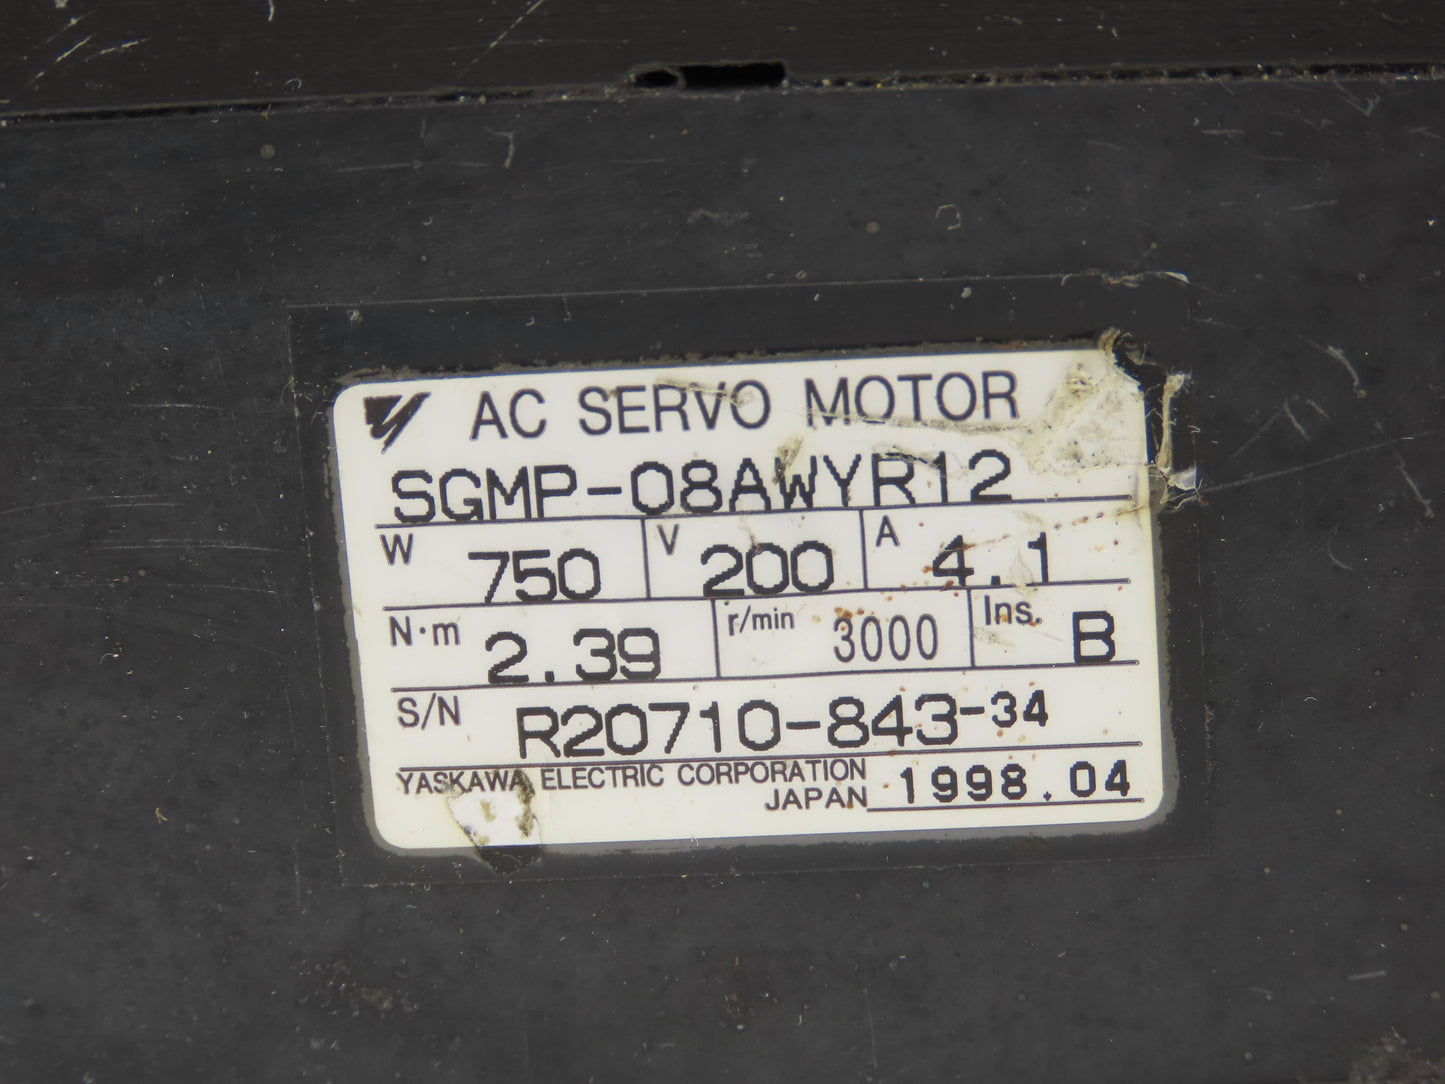 AC SERVO MOTOR
SGMP-08AWYR12
W 750 V 200 A 4.1
N·m 2.39 r/min 3000 Ins. B
S/N R20710-843-34
YASKAWA ELECTRIC CORPORATION
JAPAN 1998.04